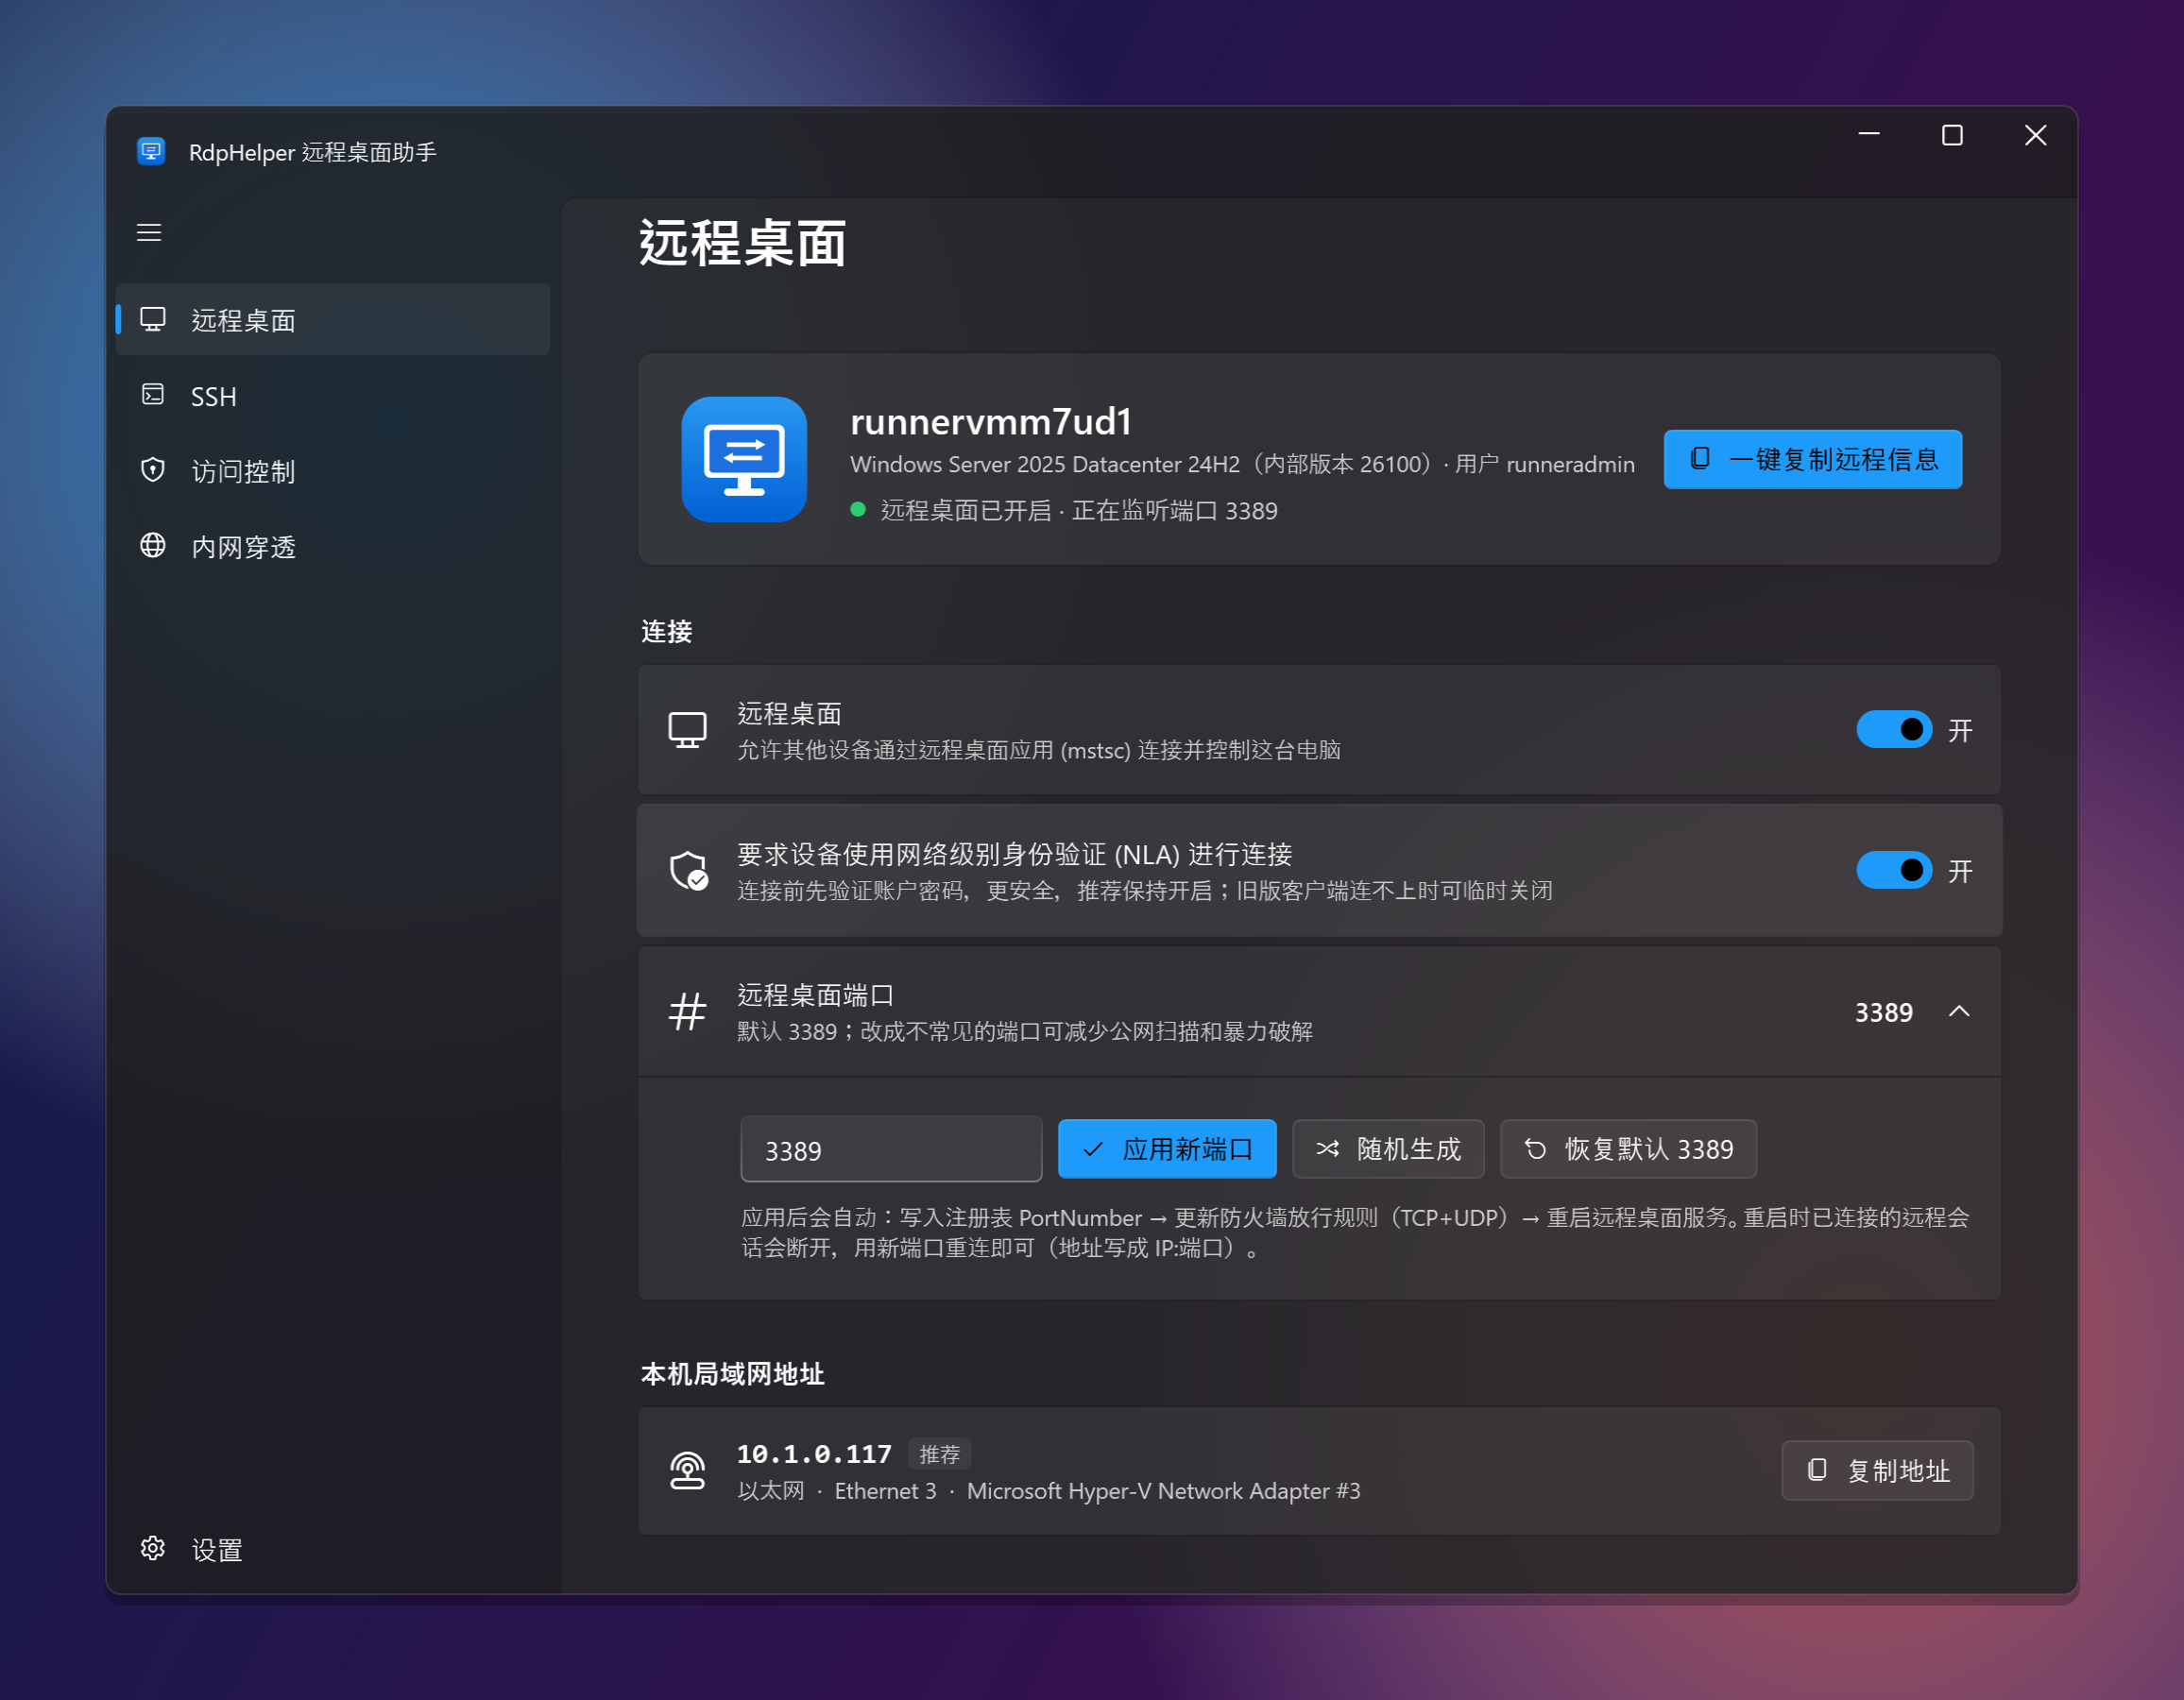 RdpHelper 远程桌面助手
远程桌面
SSH
访问控制
内网穿透
设置
远程桌面
runnervmm7ud1
Windows Server 2025 Datacenter 24H2（内部版本 26100）· 用户 runneradmin
远程桌面已开启 · 正在监听端口 3389
一键复制远程信息
连接
远程桌面
允许其他设备通过远程桌面应用 (mstsc) 连接并控制这台电脑
开
要求设备使用网络级别身份验证 (NLA) 进行连接
连接前先验证账户密码，更安全，推荐保持开启；旧版客户端连不上时可临时关闭
开
远程桌面端口
默认 3389；改成不常见的端口可减少公网扫描和暴力破解
3389
3389
应用新端口
随机生成
恢复默认 3389
应用后会自动：写入注册表 PortNumber → 更新防火墙放行规则（TCP+UDP）→ 重启远程桌面服务。重启时已连接的远程会
话会断开，用新端口重连即可（地址写成 IP:端口）。
本机局域网地址
10.1.0.117 推荐
以太网 · Ethernet 3 · Microsoft Hyper-V Network Adapter #3
复制地址